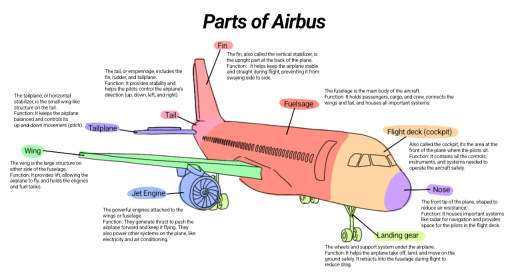 Parts of Airbus
Fin
The fin, also called the vertical stabilizer, is
the upright part at the back of the plane.
Function: It helps keep the airplane stable
and straight during flight, preventing it from
swaying side to side.
The tail, or empennage, includes the
fin, rudder, and tailplane.
Function: It provides stability and
helps the pilots control the airplane's
direction (up, down, left, and right).
Tail
The tailplane, or horizontal
stabilizer, is the small wing-like
structure on the tail.
Function: It keeps the airplane
balanced and controls its
up-and-down movement (pitch).
Tailplane
The fuselage is the main body of the aircraft.
Function: It holds passengers, cargo, and crew, connects the
wings and tail, and houses all important systems.
Fuelsage
Flight deck (cockpit)
Also called the cockpit, it's the area at the
front of the plane where the pilots sit.
Function: It contains all the controls,
instruments, and systems needed to
operate the aircraft safely.
Wing
The wing is the large structure on
either side of the fuselage.
Function: It provides lift, allowing the
airplane to fly, and holds the engines
and fuel tanks.
Jet Engine
The powerful engines attached to the
wings or fuselage.
Function: They generate thrust to push the
airplane forward and keep it flying. They
also power other systems on the plane, like
electricity and air conditioning.
Nose
The front tip of the plane, shaped to
reduce air resistance.
Function: It houses important systems
like radar for navigation and provides
space for the pilots in the flight deck.
Landing gear
The wheels and support system under the airplane.
Function: It helps the airplane take off, land, and move on the
ground safely. It retracts into the fuselage during flight to
reduce drag.